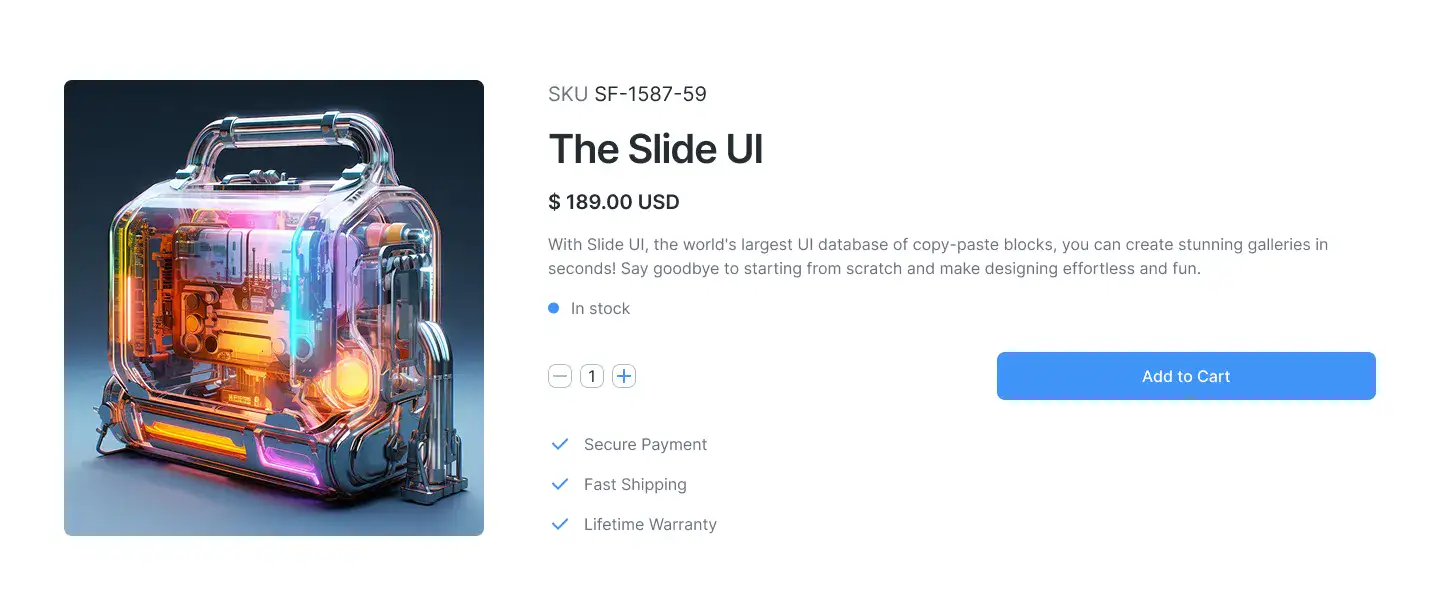 SKU SF-1587-59
The Slide UI
$ 189.00 USD
With Slide UI, the world's largest UI database of copy-paste blocks, you can create stunning galleries in
seconds! Say goodbye to starting from scratch and make designing effortless and fun.
In stock
1
Add to Cart
Secure Payment
Fast Shipping
Lifetime Warranty